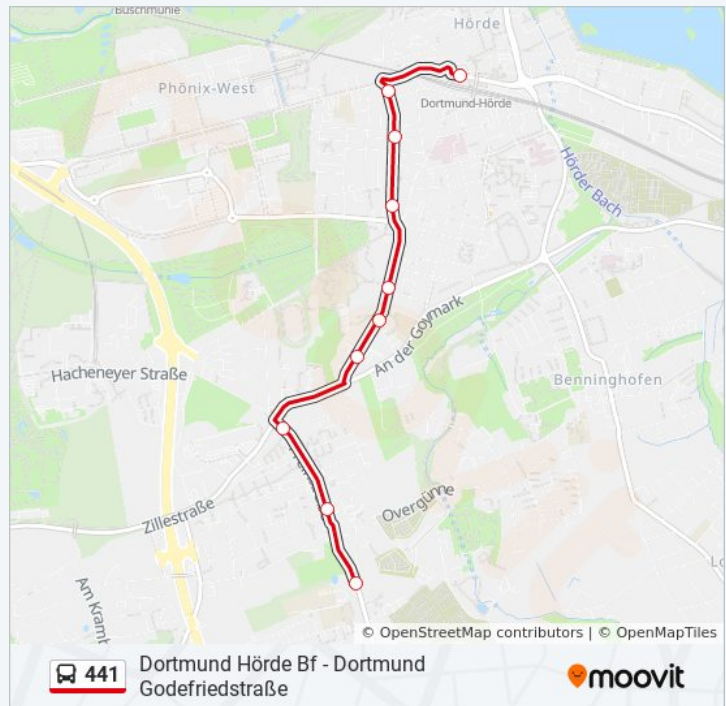 Buschmühle
Hörde
Phönix-West
Dortmund-Hörde
Hörder Bach
An der Goymark
Hacheneyer Straße
Benninghofen
Overgünne
Zillestraße
Am Kramb
© OpenStreetMap contributors | © OpenMapTiles
441
Dortmund Hörde Bf - Dortmund
Godefriedstraße
moovit